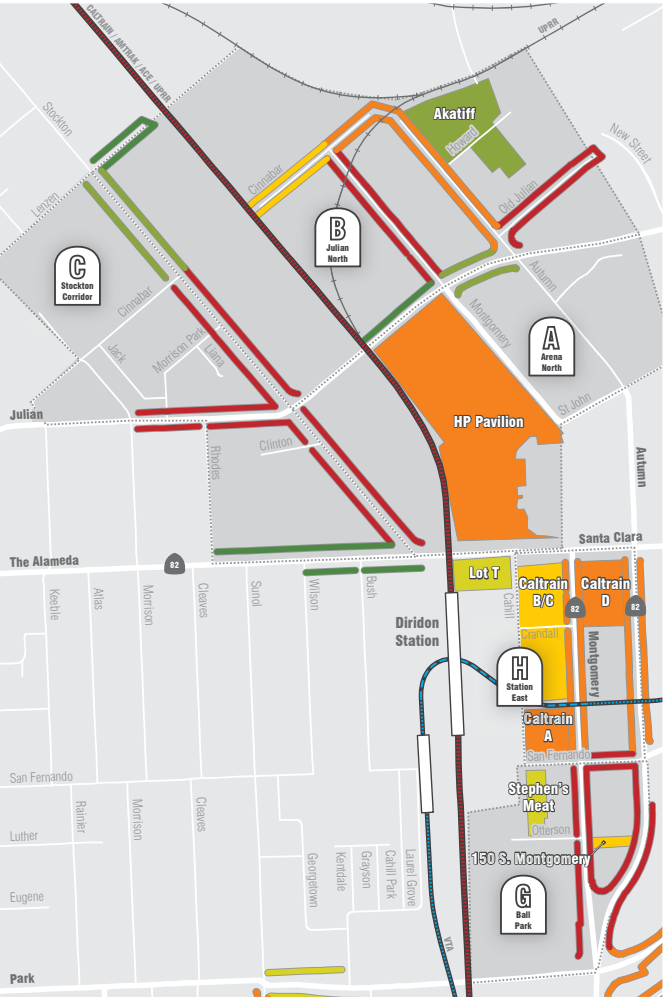 CALTRAIN / AMTRAK / ACE / UPRR
UPRR
Stockton
Akatiff
Howard
New Street
Cinnabar
Old Julian
Lenzen
B
Julian
North
C
Stockton
Corridor
Autumn
Cinnabar
Montgomery
Morrison Park
Liana
Jack
A
Arena
North
St John
Julian
HP Pavilion
Clinton
Rhodes
Autumn
Santa Clara
The Alameda
82
Keeble
Atlas
Morrison
Cleaves
Sunol
Wilson
Bush
Lot T
Cahill
Caltrain
B/C
82
Caltrain
D
82
Diridon
Station
Crandall
Montgomery
H
Station
East
Caltrain
A
San Fernando
San Fernando
Stephen's
Meat
Otterson
150 S. Montgomery
Rainier
Morrison
Cleaves
Luther
Georgetown
Kentdale
Grayson
Cahill Park
Laurel Grove
G
Ball
Park
Eugene
VTA
Park